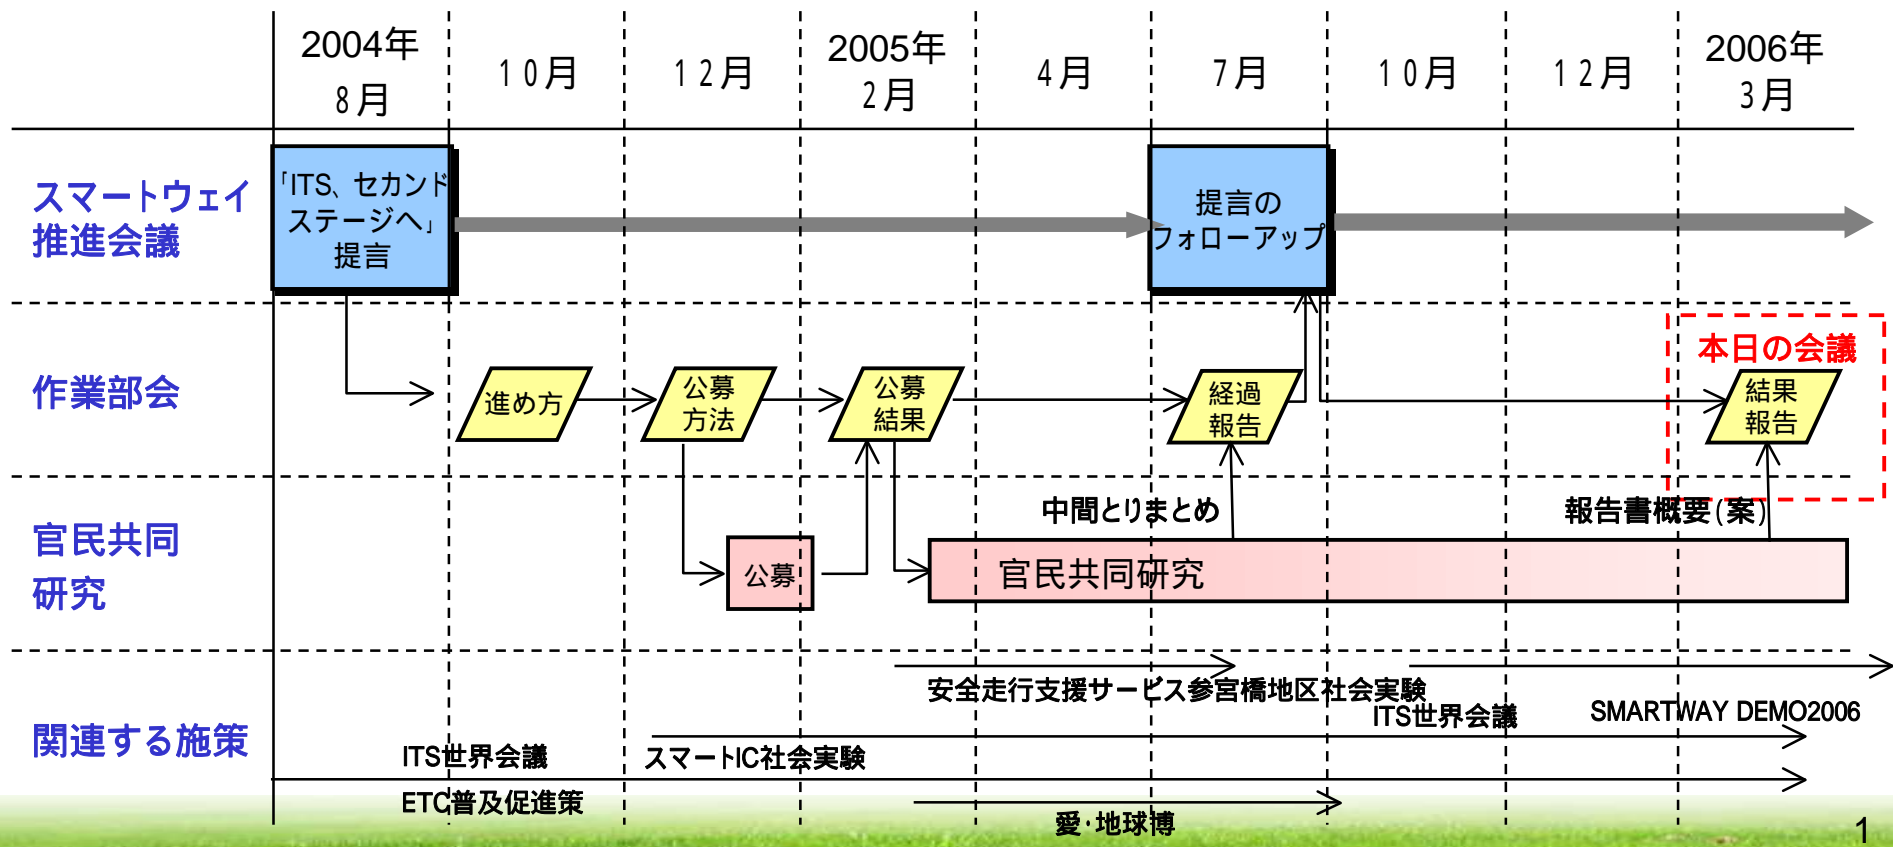 2004年
8月
10月
12月
2005年
2月
4月
7月
10月
12月
2006年
3月
スマートウェイ
推進会議
「ITS、セカンド
ステージへ」
提言
提言の
フォローアップ
作業部会
進め方
公募
方法
公募
結果
経過
報告
本日の会議
結果
報告
官民共同
研究
公募
中間とりまとめ
報告書概要(案)
官民共同研究
関連する施策
安全走行支援サービス参宮橋地区社会実験
ITS世界会議
SMARTWAY DEMO2006
ITS世界会議
スマートIC社会実験
ETC普及促進策
愛・地球博
1